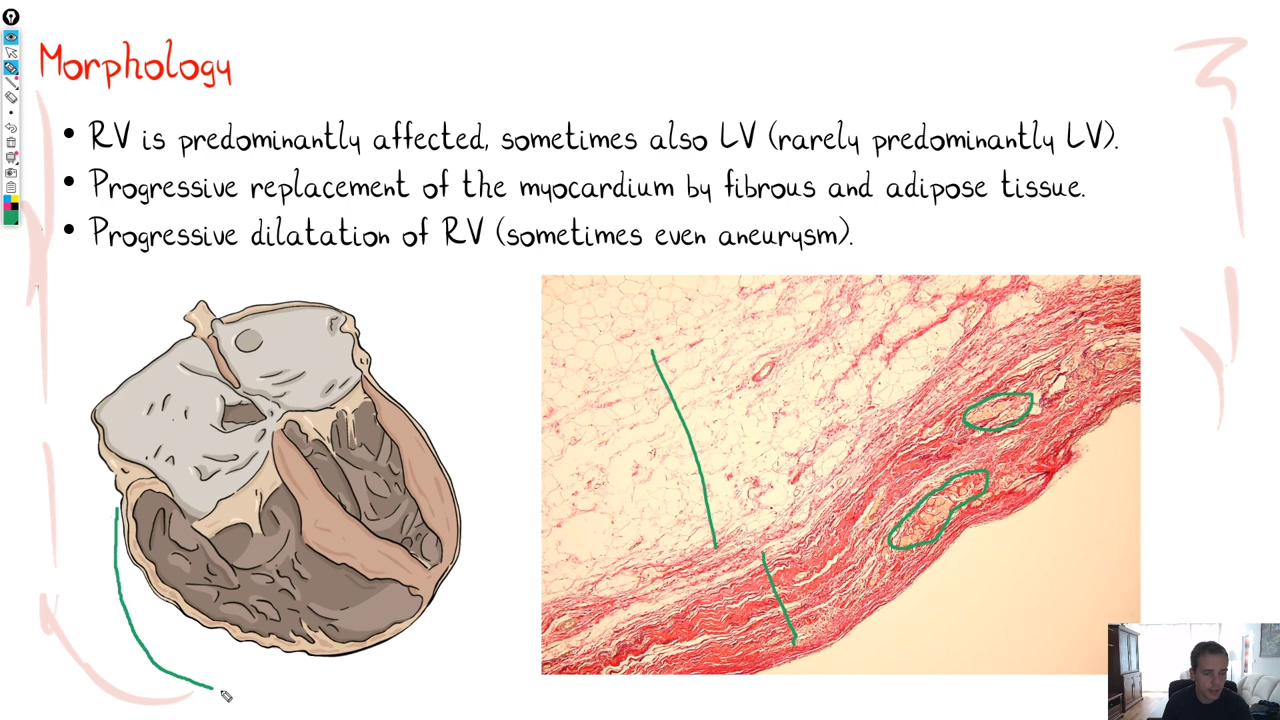 Morphology
• RV is predominantly affected, sometimes also LV (rarely predominantly LV).
• Progressive replacement of the myocardium by fibrous and adipose tissue.
• Progressive dilatation of RV (sometimes even aneurysm).